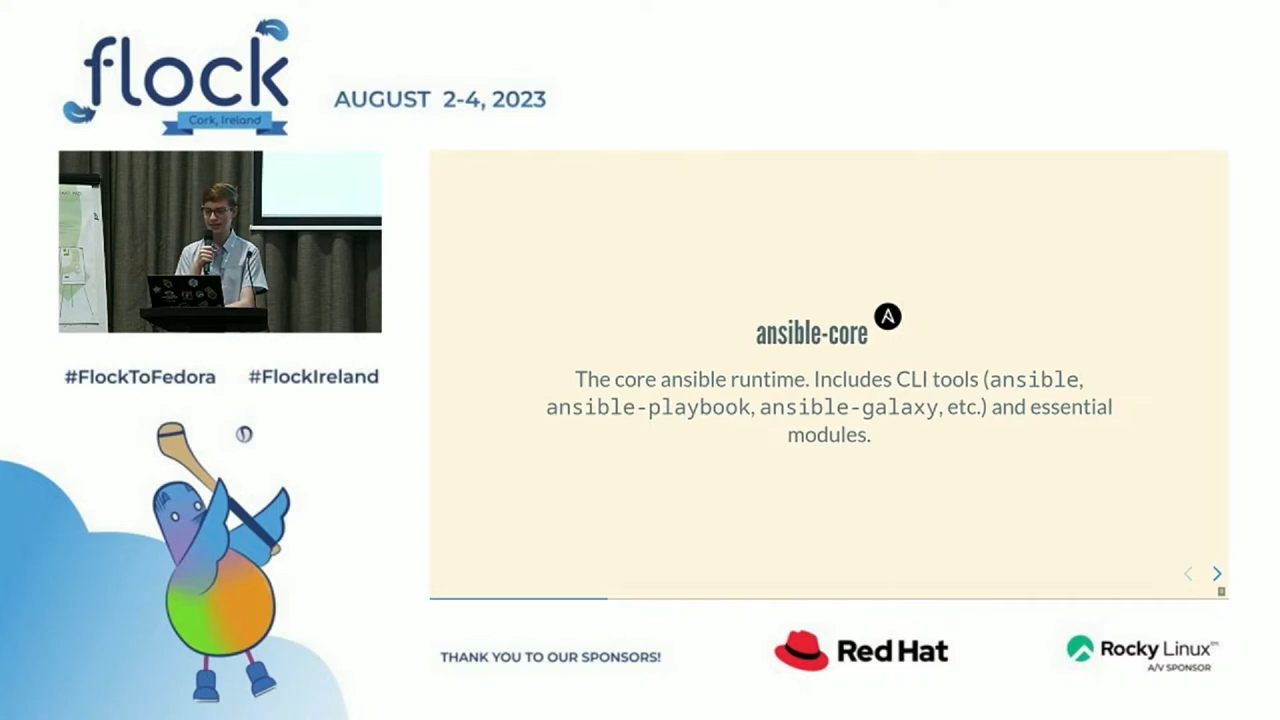 flock
Cork, Ireland
AUGUST 2-4, 2023
ansible-core
The core ansible runtime. Includes CLI tools (ansible,
ansible-playbook, ansible-galaxy, etc.) and essential
modules.
#FlockToFedora #FlockIreland
THANK YOU TO OUR SPONSORS!
Red Hat
Rocky Linux™
A/V SPONSOR